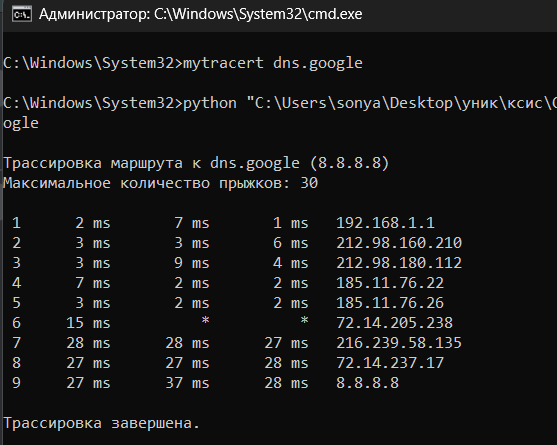 Администратор: C:\Windows\System32\cmd.exe
C:\Windows\System32>mytracert dns.google
C:\Windows\System32>python "C:\Users\sonya\Desktop\уник\ксис\
ogle
Трассировка маршрута к dns.google (8.8.8.8)
Максимальное количество прыжков: 30
1 2 ms 7 ms 1 ms 192.168.1.1
2 3 ms 3 ms 6 ms 212.98.160.210
3 3 ms 9 ms 4 ms 212.98.180.112
4 7 ms 2 ms 2 ms 185.11.76.22
5 3 ms 2 ms 2 ms 185.11.76.26
6 15 ms * * 72.14.205.238
7 28 ms 28 ms 27 ms 216.239.58.135
8 27 ms 27 ms 28 ms 72.14.237.17
9 27 ms 37 ms 28 ms 8.8.8.8
Трассировка завершена.